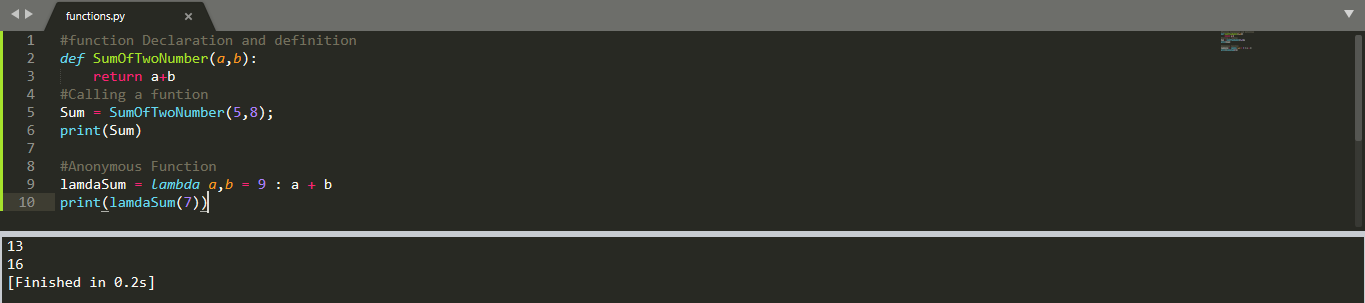 functions.py
1 #function Declaration and definition
2 def SumOfTwoNumber(a,b):
3     return a+b
4 #Calling a funtion
5 Sum = SumOfTwoNumber(5,8);
6 print(Sum)
7
8 #Anonymous Function
9 lamdaSum = lambda a,b = 9 : a + b
10 print(lamdaSum(7))
13
16
[Finished in 0.2s]